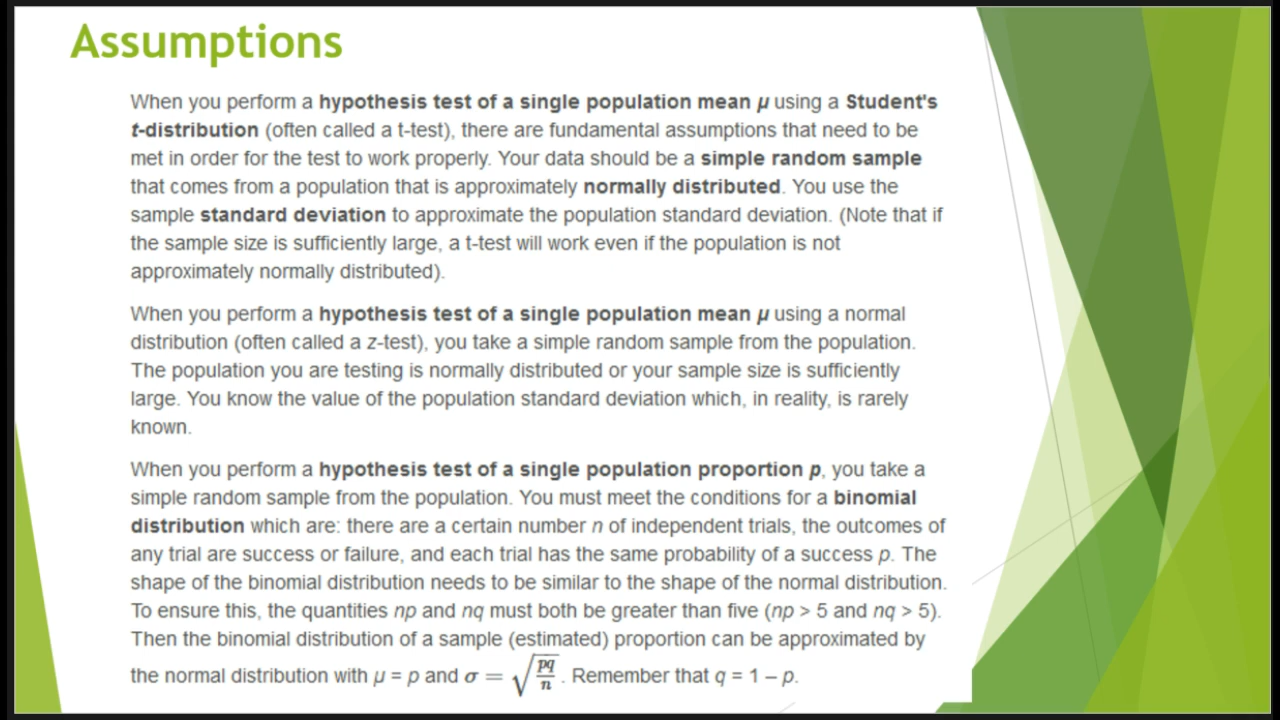 Assumptions
When you perform a hypothesis test of a single population mean μ using a Student's
t-distribution (often called a t-test), there are fundamental assumptions that need to be
met in order for the test to work properly. Your data should be a simple random sample
that comes from a population that is approximately normally distributed. You use the
sample standard deviation to approximate the population standard deviation. (Note that if
the sample size is sufficiently large, a t-test will work even if the population is not
approximately normally distributed).
When you perform a hypothesis test of a single population mean μ using a normal
distribution (often called a z-test), you take a simple random sample from the population.
The population you are testing is normally distributed or your sample size is sufficiently
large. You know the value of the population standard deviation which, in reality, is rarely
known.
When you perform a hypothesis test of a single population proportion p, you take a
simple random sample from the population. You must meet the conditions for a binomial
distribution which are: there are a certain number n of independent trials, the outcomes of
any trial are success or failure, and each trial has the same probability of a success p. The
shape of the binomial distribution needs to be similar to the shape of the normal distribution.
To ensure this, the quantities np and nq must both be greater than five (np > 5 and nq > 5).
Then the binomial distribution of a sample (estimated) proportion can be approximated by
the normal distribution with μ = p and σ = √(pq/n). Remember that q = 1 – p.